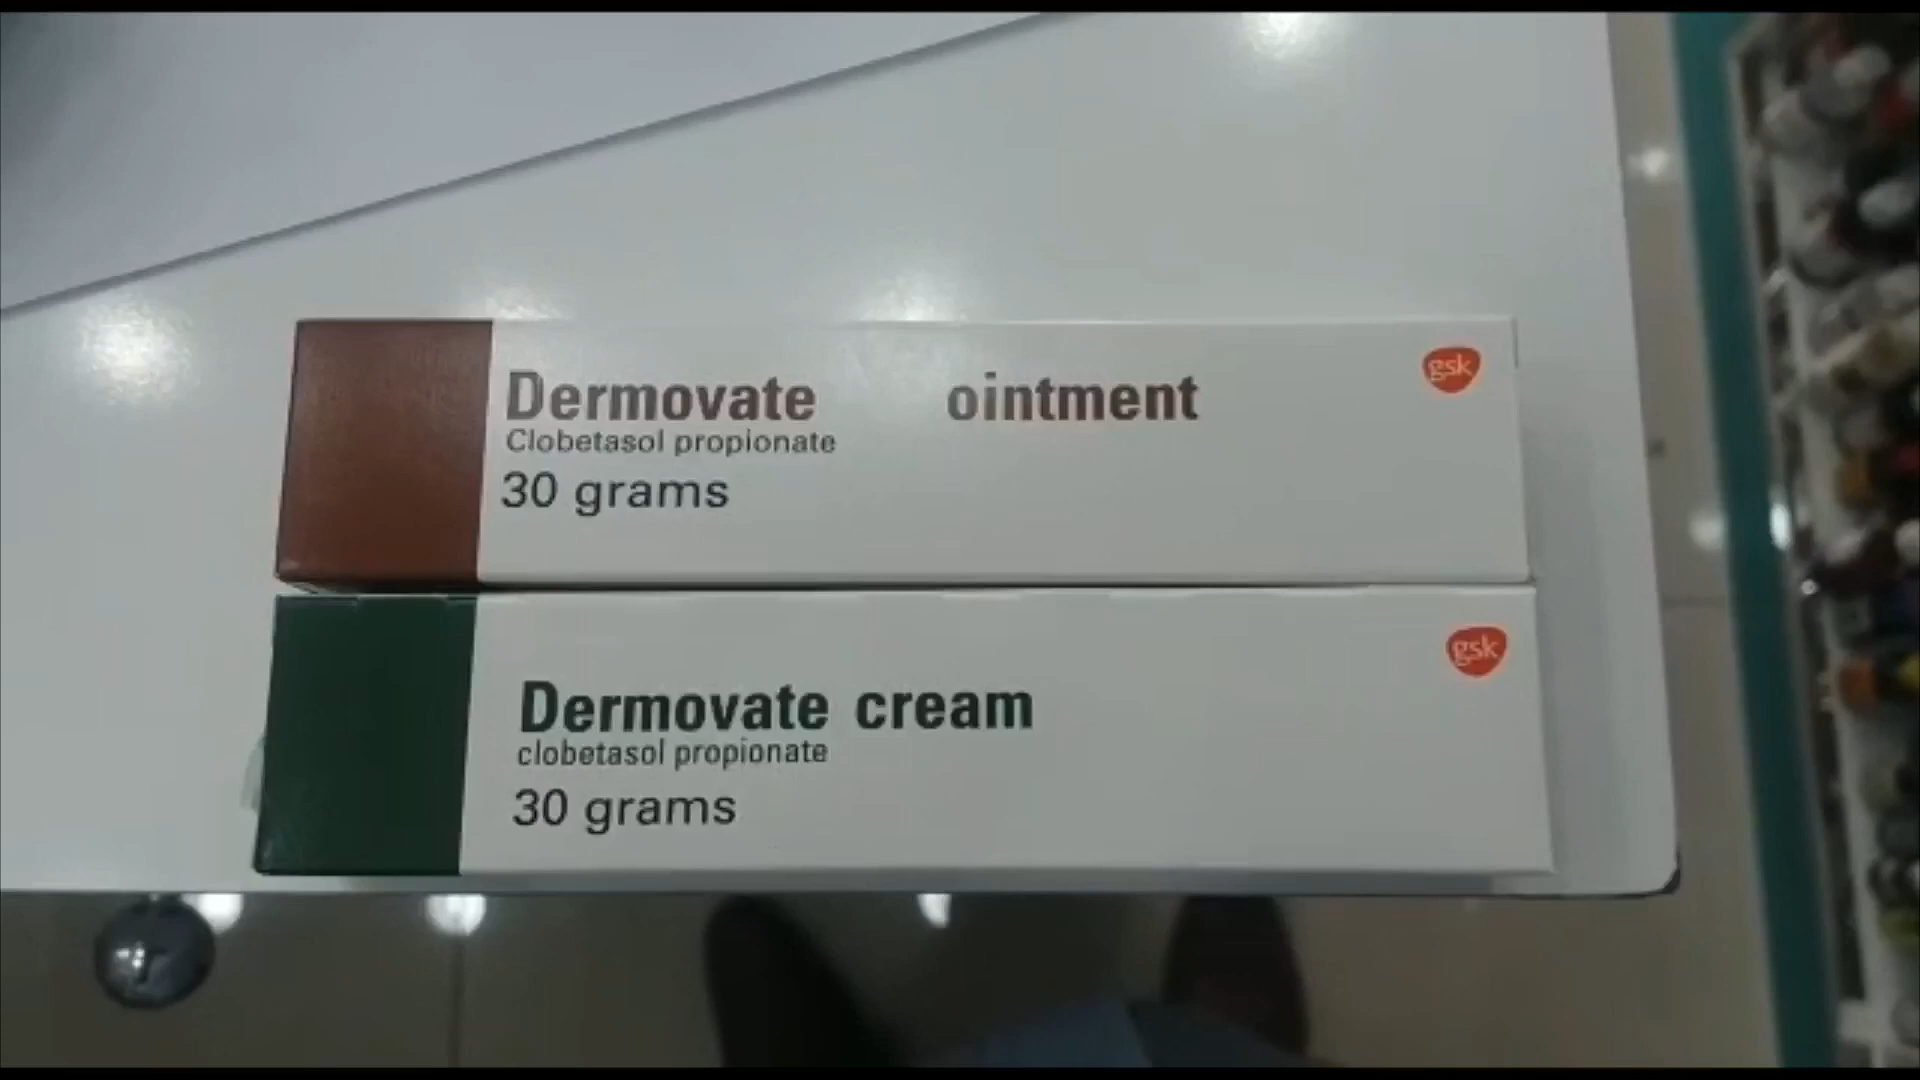 Dermovate ointment
gsk
Clobetasol propionate
30 grams
gsk
Dermovate cream
clobetasol propionate
30 grams